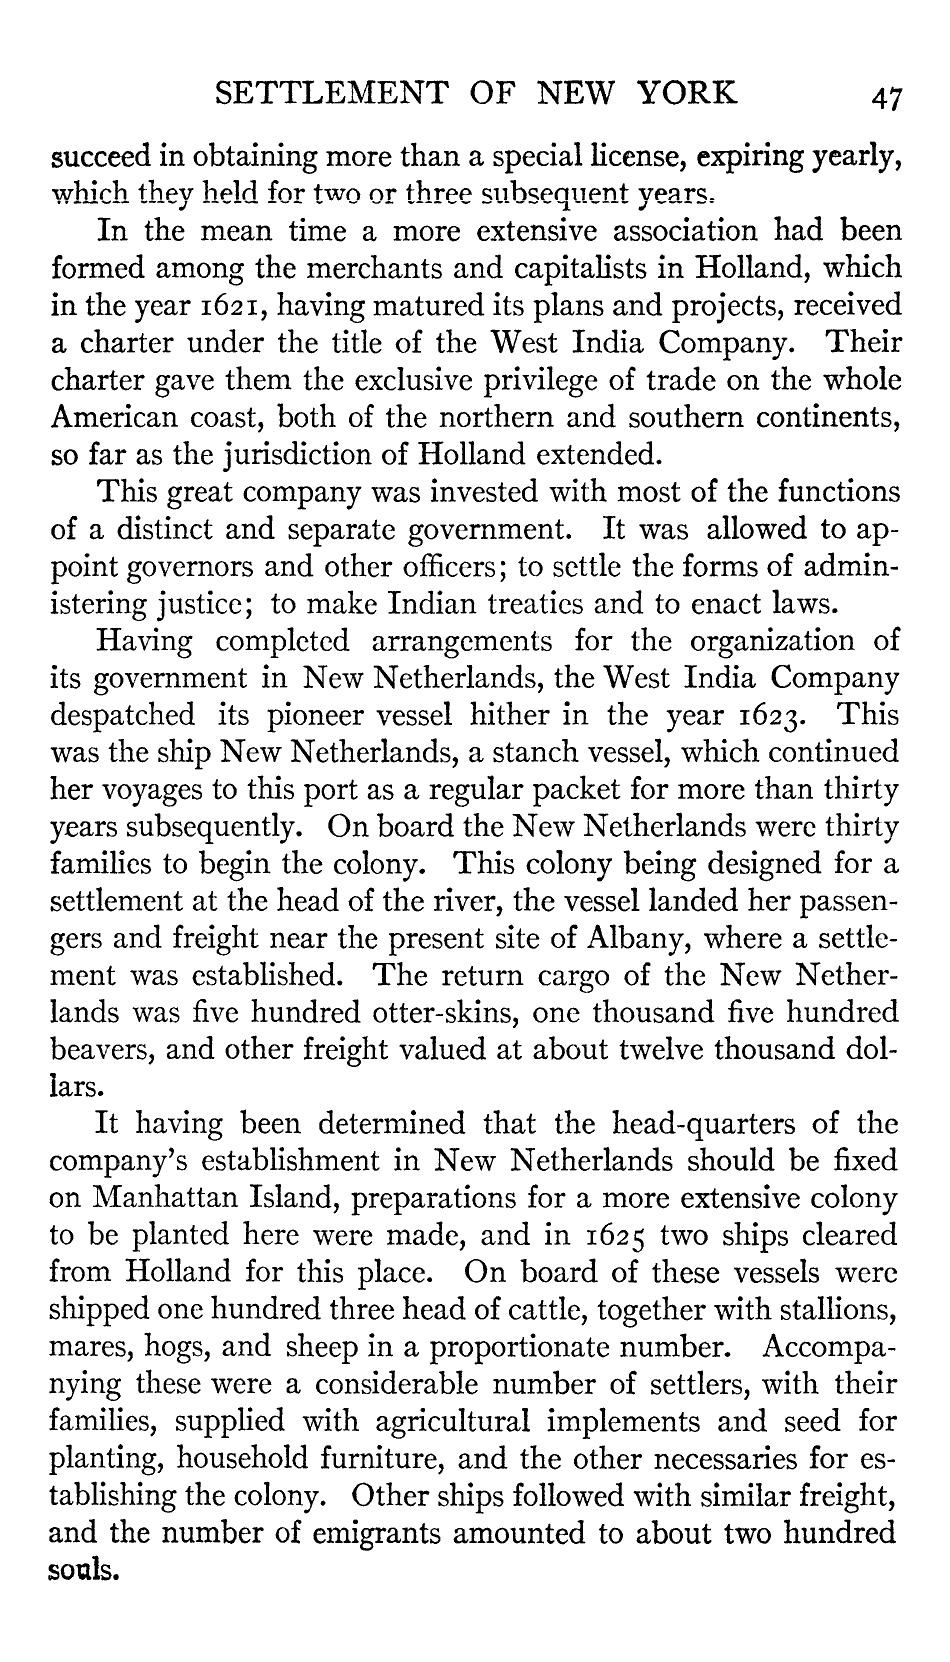 SETTLEMENT OF NEW YORK 47
succeed in obtaining more than a special license, expiring yearly,
which they held for two or three subsequent years.
In the mean time a more extensive association had been
formed among the merchants and capitalists in Holland, which
in the year 1621, having matured its plans and projects, received
a charter under the title of the West India Company. Their
charter gave them the exclusive privilege of trade on the whole
American coast, both of the northern and southern continents,
so far as the jurisdiction of Holland extended.
This great company was invested with most of the functions
of a distinct and separate government. It was allowed to ap-
point governors and other officers; to settle the forms of admin-
istering justice; to make Indian treaties and to enact laws.
Having completed arrangements for the organization of
its government in New Netherlands, the West India Company
despatched its pioneer vessel hither in the year 1623. This
was the ship New Netherlands, a stanch vessel, which continued
her voyages to this port as a regular packet for more than thirty
years subsequently. On board the New Netherlands were thirty
families to begin the colony. This colony being designed for a
settlement at the head of the river, the vessel landed her passen-
gers and freight near the present site of Albany, where a settle-
ment was established. The return cargo of the New Nether-
lands was five hundred otter-skins, one thousand five hundred
beavers, and other freight valued at about twelve thousand dol-
lars.
It having been determined that the head-quarters of the
company's establishment in New Netherlands should be fixed
on Manhattan Island, preparations for a more extensive colony
to be planted here were made, and in 1625 two ships cleared
from Holland for this place. On board of these vessels were
shipped one hundred three head of cattle, together with stallions,
mares, hogs, and sheep in a proportionate number. Accompa-
nying these were a considerable number of settlers, with their
families, supplied with agricultural implements and seed for
planting, household furniture, and the other necessaries for es-
tablishing the colony. Other ships followed with similar freight,
and the number of emigrants amounted to about two hundred
souls.